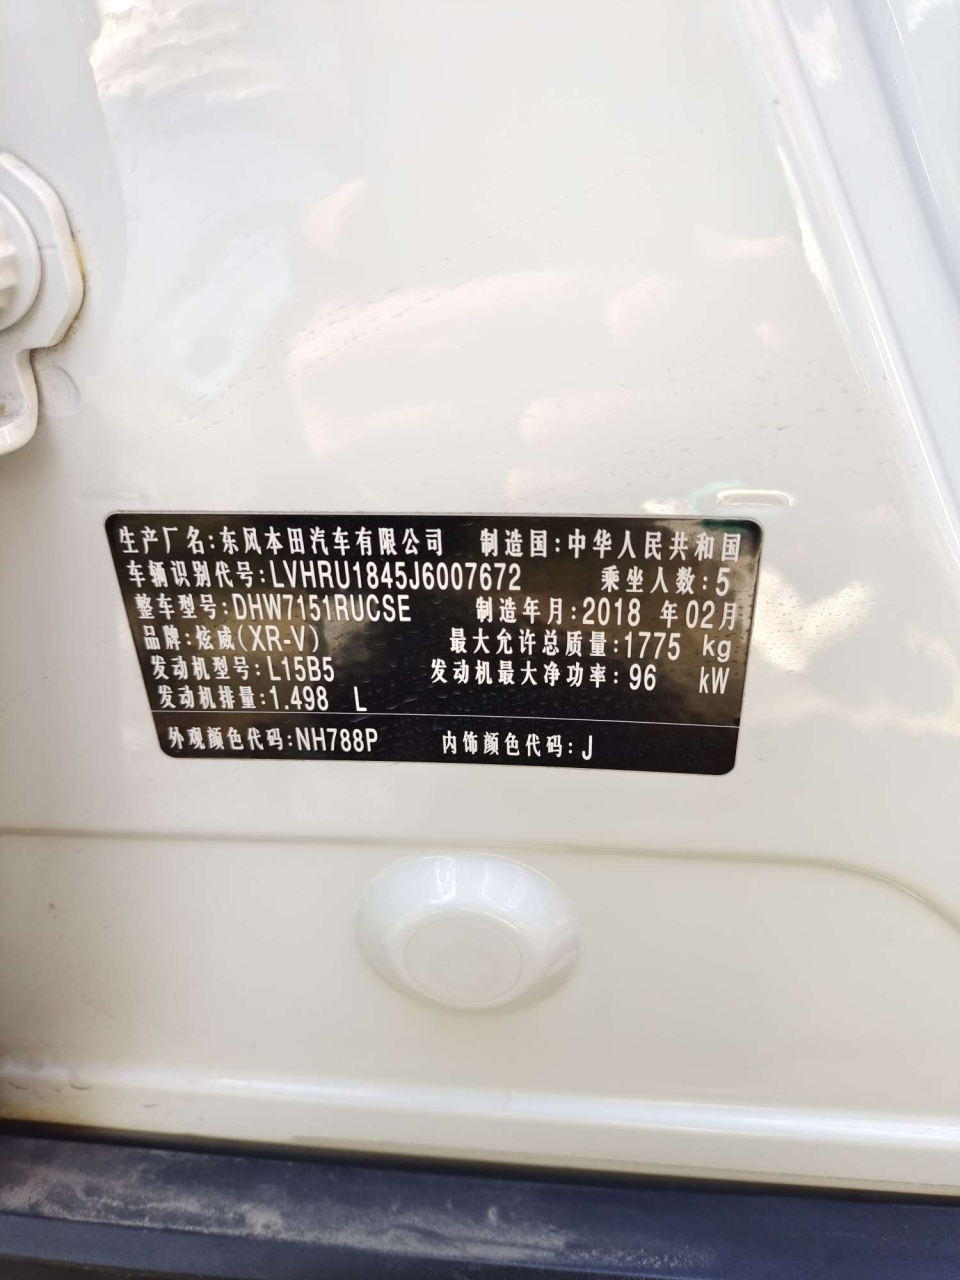 生产厂名:东风本田汽车有限公司 制造国:中华人民共和国
车辆识别代号:LVHRU1845J6007672 乘坐人数:5
整车型号:DHW7151RUCSE 制造年月:2018 年02月
品牌:炫威(XR-V) 最大允许总质量:1775 kg
发动机型号:L15B5 发动机最大净功率:96 kW
发动机排量:1.498 L
外观颜色代码:NH788P 内饰颜色代码:J